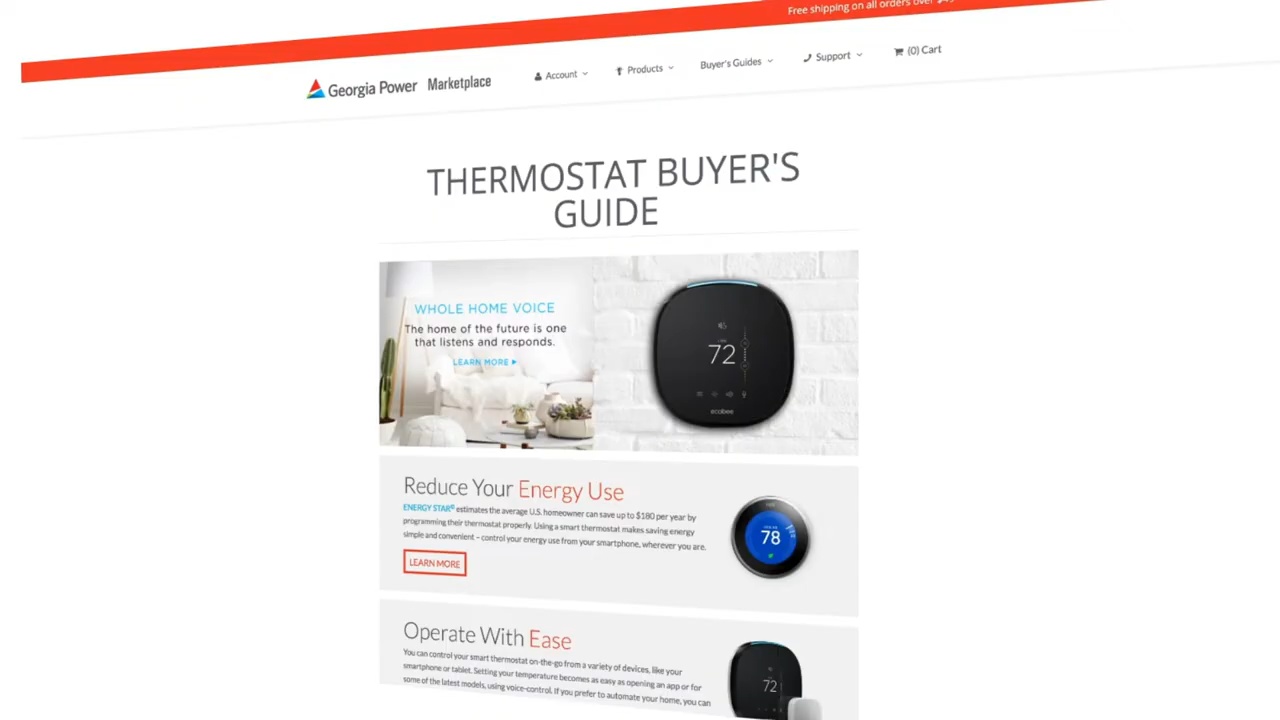 Free shipping on all orders over
Georgia Power Marketplace
Account
Products
Buyer's Guides
Support
(0) Cart
THERMOSTAT BUYER'S
GUIDE
WHOLE HOME VOICE
The home of the future is one
that listens and responds.
LEARN MORE
72
ecobee
Reduce Your Energy Use
ENERGY STAR® estimates the average U.S. homeowner can save up to $180 per year by
programming their thermostat properly. Using a smart thermostat makes saving energy
simple and convenient – control your energy use from your smartphone, wherever you are.
LEARN MORE
78
Operate With Ease
You can control your smart thermostat on-the-go from a variety of devices, like your
smartphone or tablet. Setting your temperature becomes as easy as opening an app or for
some of the latest models, using voice-control. If you prefer to automate your home, you can
72